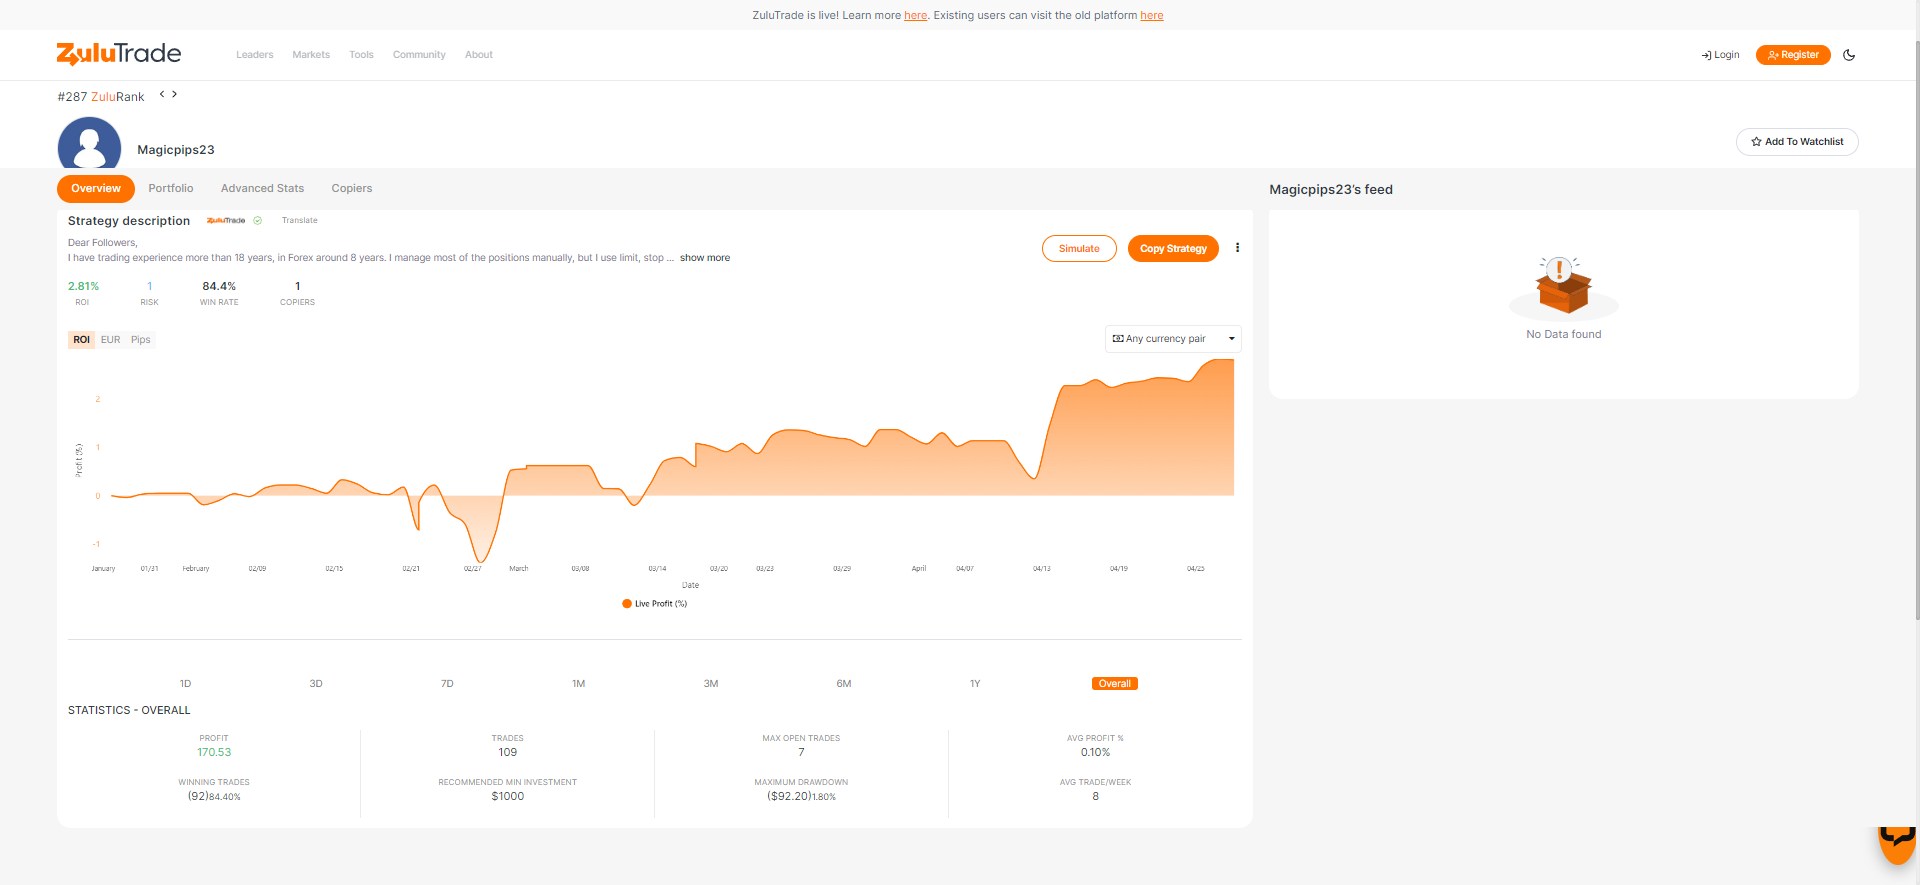 ZuluTrade is live! Learn more here. Existing users can visit the old platform here
ZuluTrade
Leaders Markets Tools Community About
Login Register
#287 ZuluRank
Magicpips23
Add To Watchlist
Overview Portfolio Advanced Stats Copiers
Magicpips23's feed
Strategy description ZuluTrade Translate
Dear Followers,
I have trading experience more than 18 years, in Forex around 8 years. I manage most of the positions manually, but I use limit, stop ... show more
Simulate Copy Strategy
2.81% 1 84.4% 1
ROI RISK WIN RATE COPIERS
No Data found
ROI EUR Pips
Any currency pair
2
1
0
-1
Profit (%)
January 01/31 February 02/09 02/15 02/21 02/27 March 03/08 03/14 03/20 03/23 03/29 April 04/07 04/13 04/19 04/25
Date
Live Profit (%)
1D 3D 7D 1M 3M 6M 1Y Overall
STATISTICS - OVERALL
PROFIT TRADES MAX OPEN TRADES AVG PROFIT %
170.53 109 7 0.10%
WINNING TRADES RECOMMENDED MIN INVESTMENT MAXIMUM DRAWDOWN AVG TRADE/WEEK
(92)84.40% $1000 ($92.20)1.80% 8